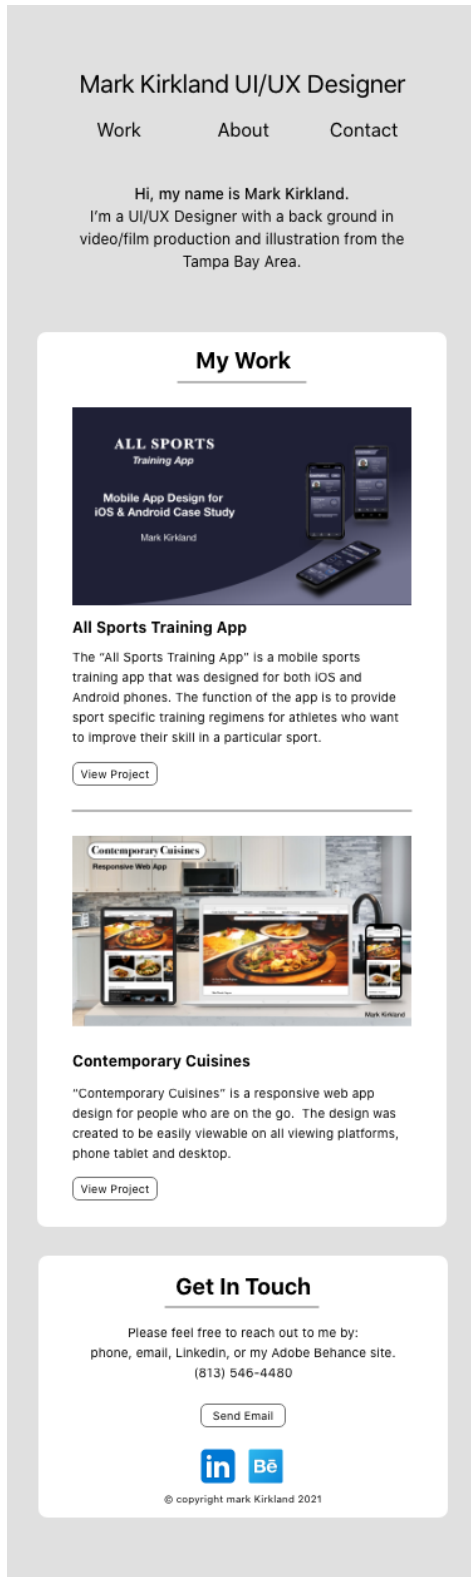 Mark Kirkland UI/UX Designer
Work About Contact
Hi, my name is Mark Kirkland.
I'm a UI/UX Designer with a back ground in
video/film production and illustration from the
Tampa Bay Area.
My Work
ALL SPORTS
Training App
Mobile App Design for
iOS & Android Case Study
Mark Kirkland
All Sports Training App
The “All Sports Training App” is a mobile sports
training app that was designed for both iOS and
Android phones. The function of the app is to provide
sport specific training regimens for athletes who want
to improve their skill in a particular sport.
View Project
Contemporary Cuisines
Responsive Web App
Mark Kirkland
Contemporary Cuisines
“Contemporary Cuisines” is a responsive web app
design for people who are on the go.  The design was
created to be easily viewable on all viewing platforms,
phone tablet and desktop.
View Project
Get In Touch
Please feel free to reach out to me by:
phone, email, Linkedin, or my Adobe Behance site.
(813) 546-4480
Send Email
in Bē
© copyright mark Kirkland 2021